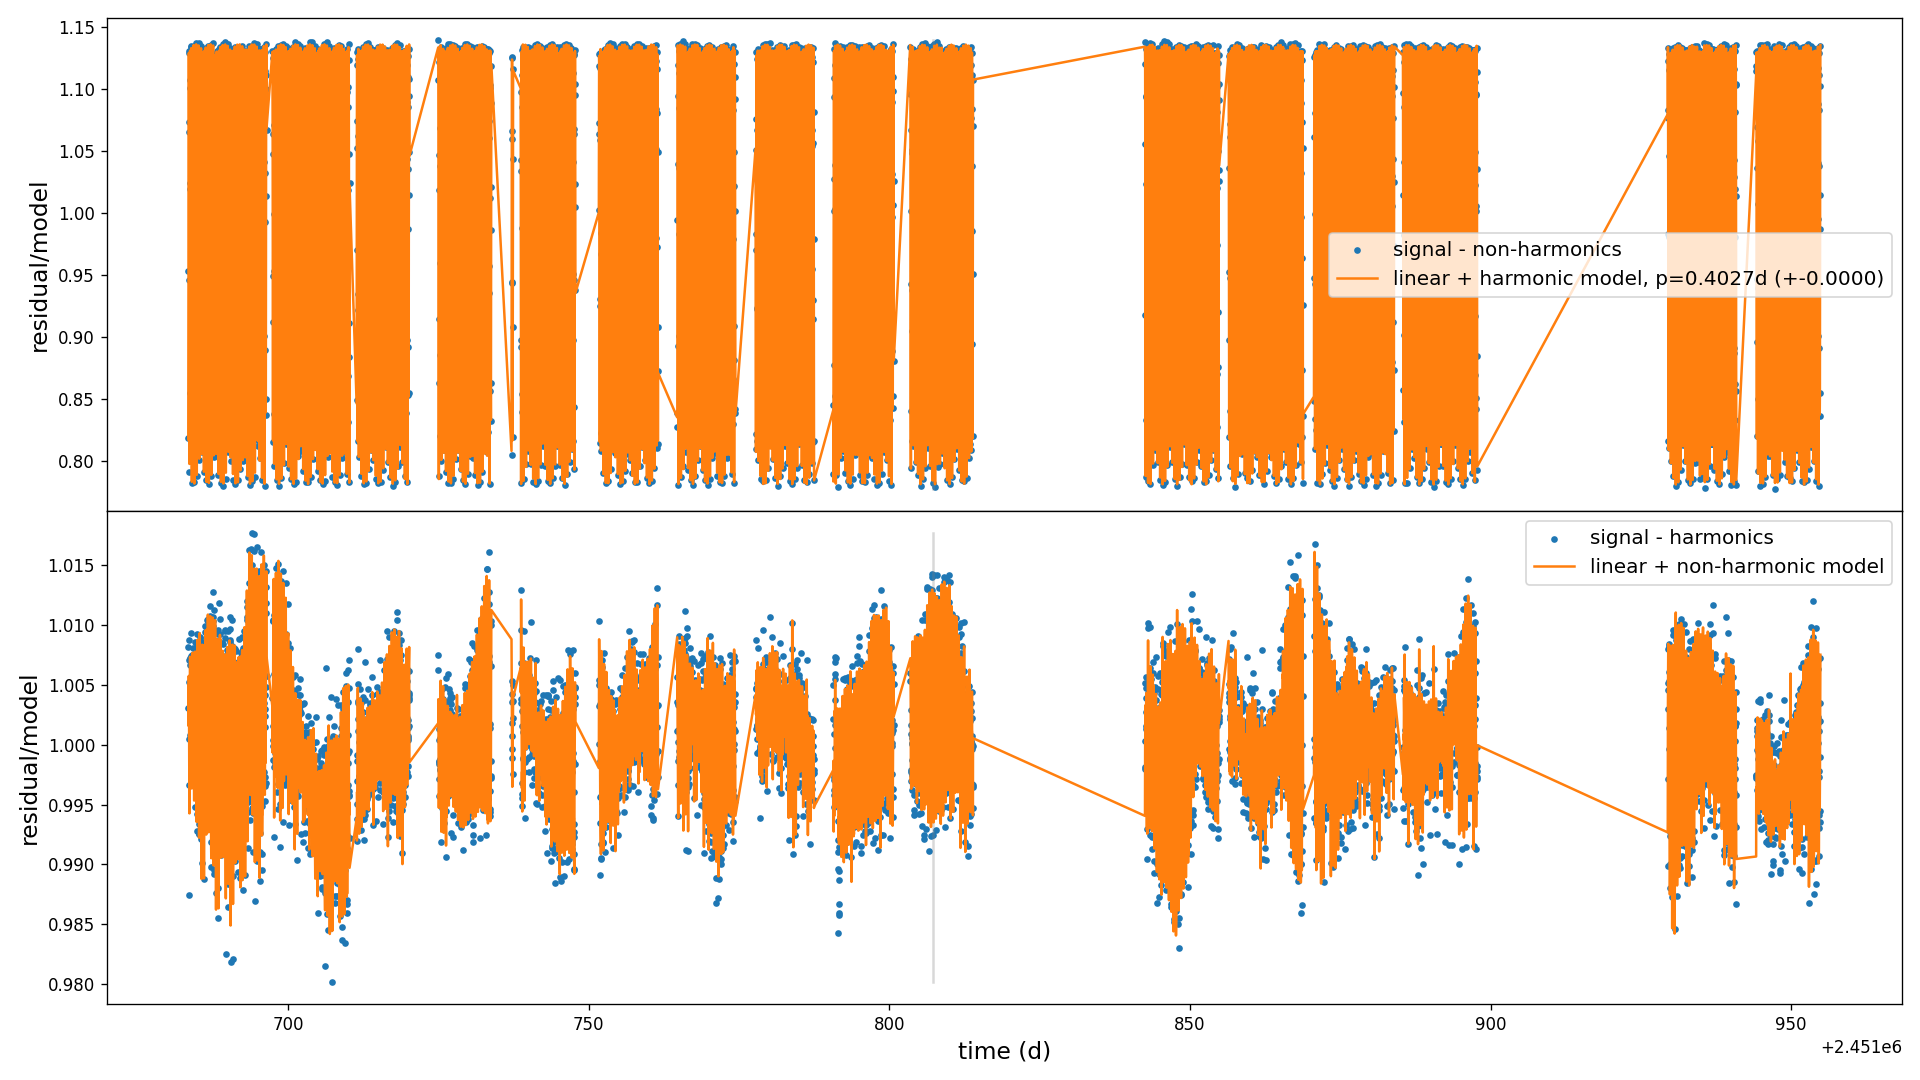 1.15
1.10
1.05
1.00
0.95
0.90
0.85
0.80
residual/model
signal - non-harmonics
linear + harmonic model, p=0.4027d (+-0.0000)
1.015
1.010
1.005
1.000
0.995
0.990
0.985
0.980
residual/model
signal - harmonics
linear + non-harmonic model
700
750
800
850
900
950
time (d)
+2.451e6